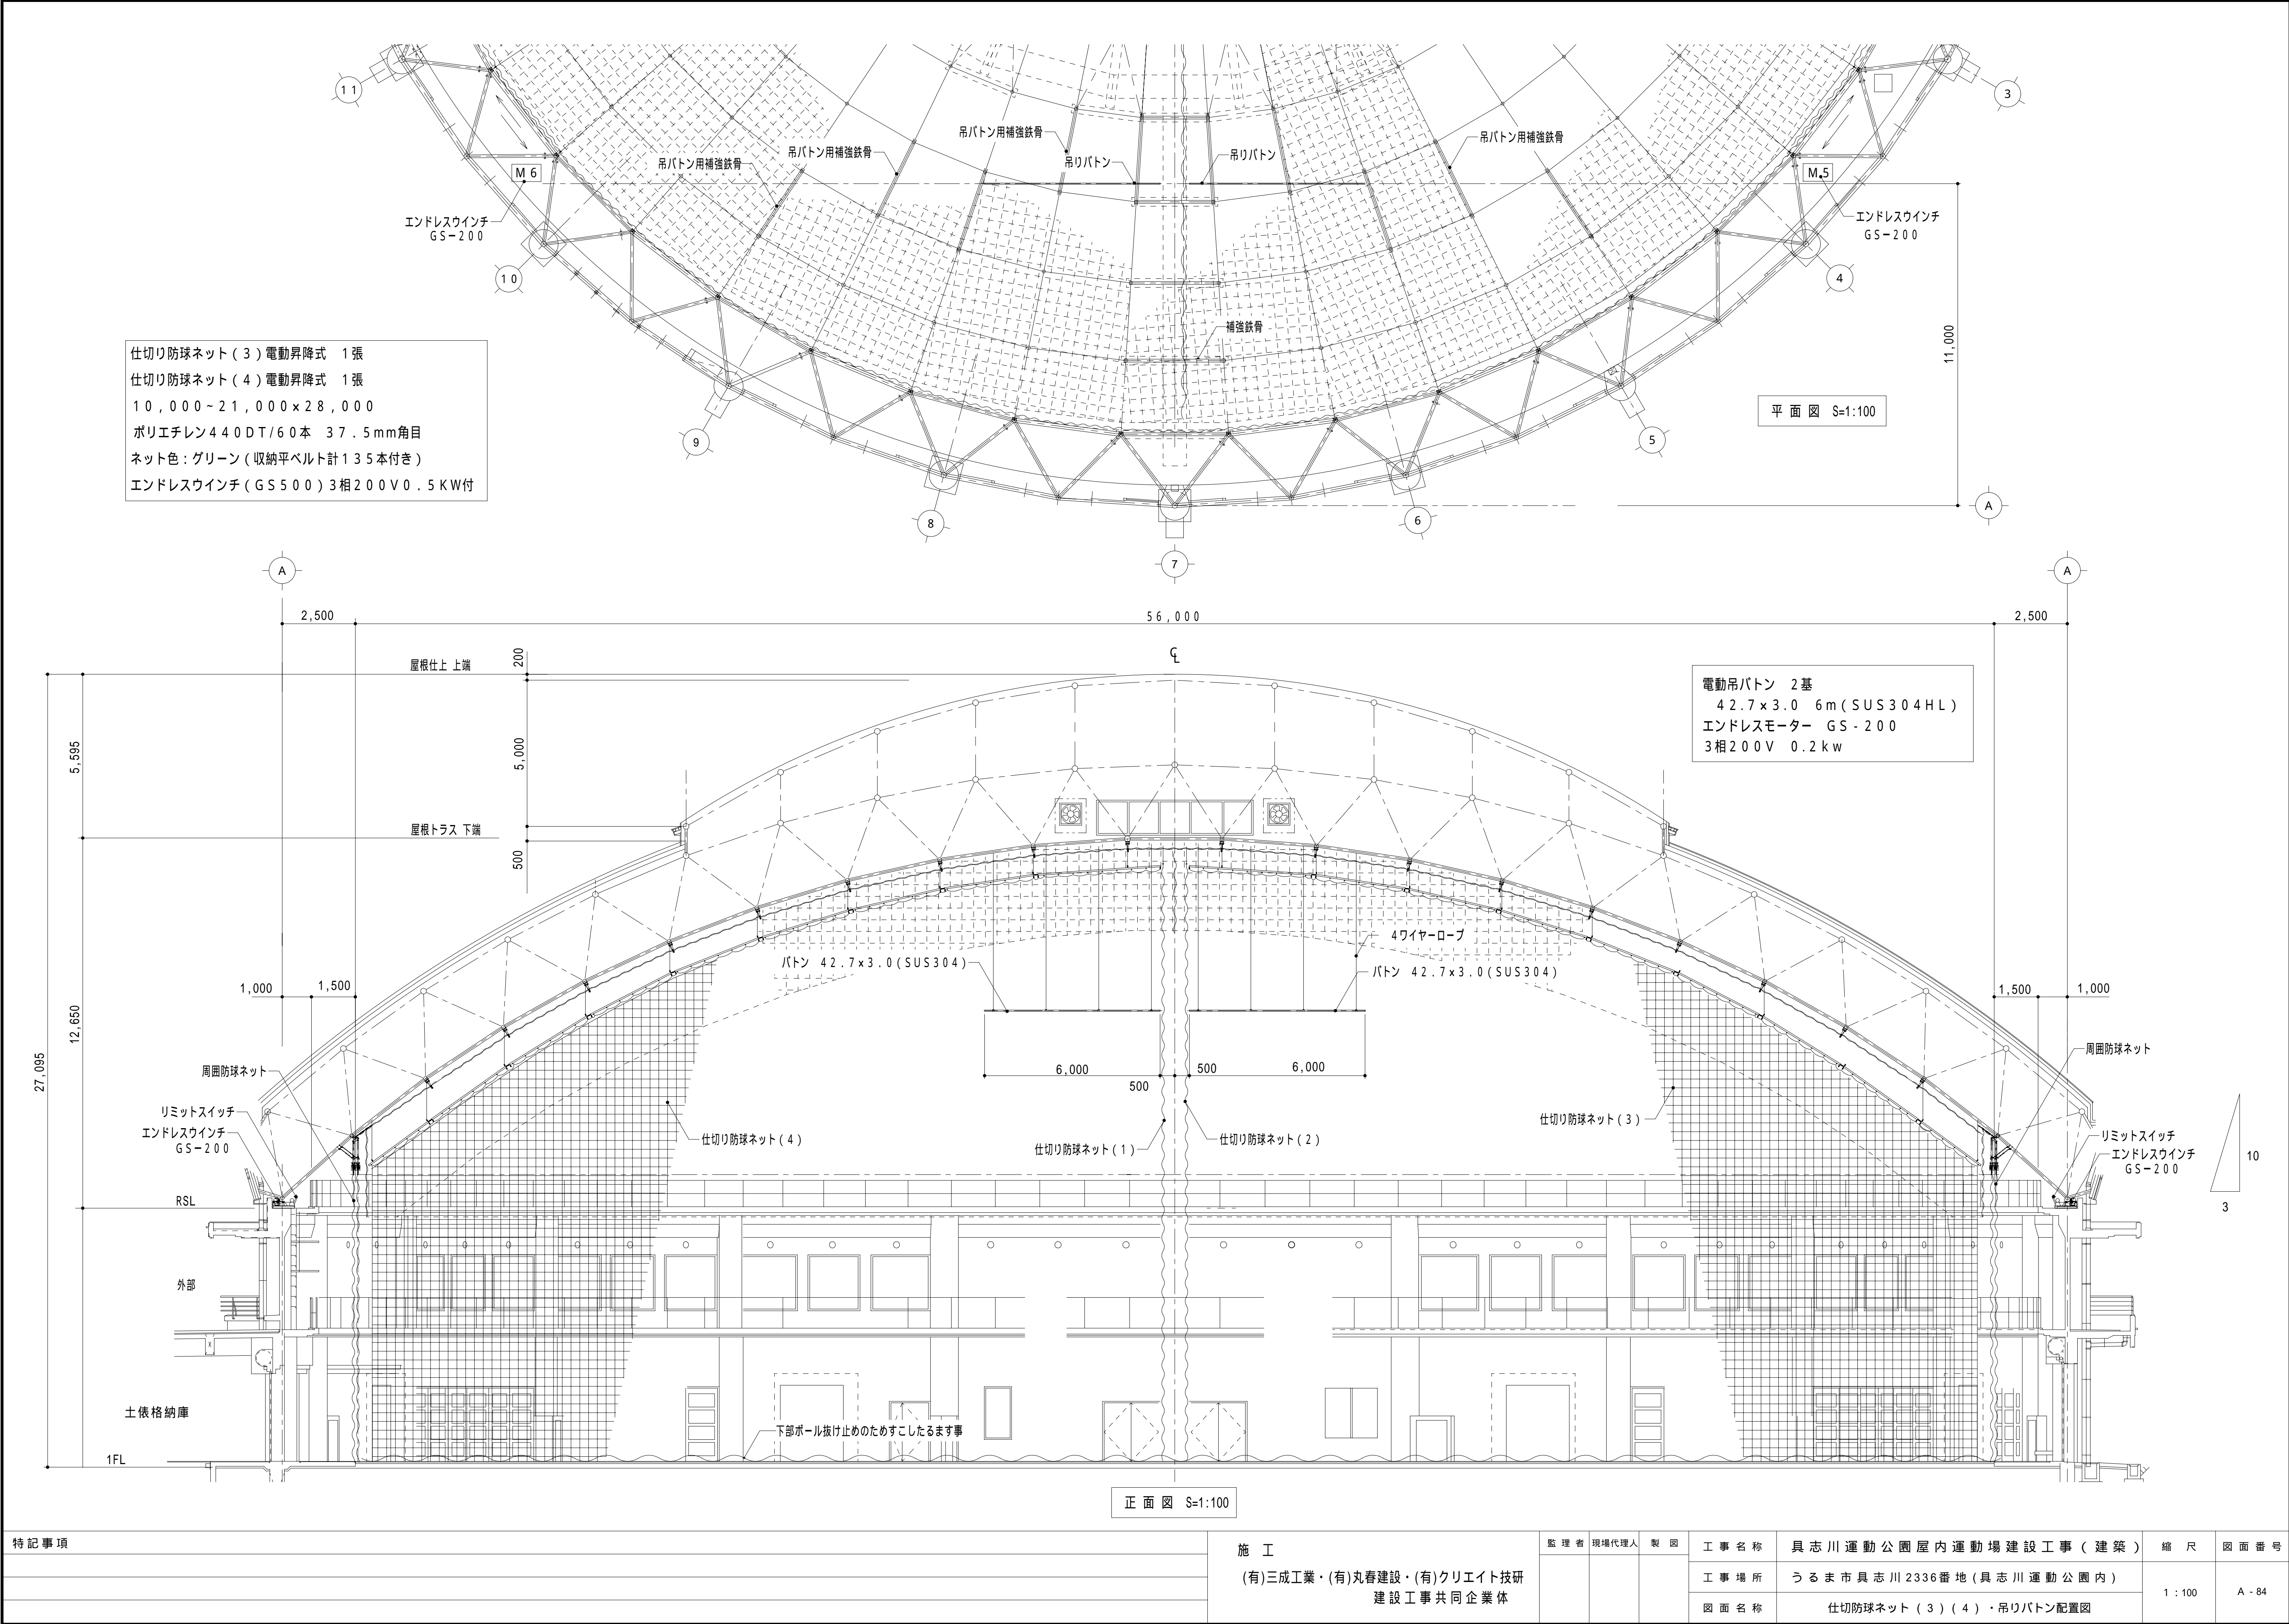 11
3
吊バトン用補強鉄骨
吊バトン用補強鉄骨
吊バトン用補強鉄骨
吊りバトン
吊りバトン
吊バトン用補強鉄骨
M6
M5
エンドレスウインチ
GS-200
エンドレスウインチ
GS-200
10
4
補強鉄骨
11,000
9
5
8
6
7
A
平面図 S=1:100
仕切り防球ネット(3)電動昇降式 1張
仕切り防球ネット(4)電動昇降式 1張
10,000~21,000x28,000
ポリエチレン440DT/60本 37.5mm角目
ネット色:グリーン(収納平ベルト計135本付き)
エンドレスウインチ(GS500)3相200V0.5KW付
A
A
2,500
56,000
2,500
屋根仕上 上端
200
℄
電動吊バトン 2基
42.7x3.0 6m(SUS304HL)
エンドレスモーター GS-200
3相200V 0.2kw
5,595
5,000
屋根トラス 下端
500
4ワイヤーロープ
バトン 42.7x3.0(SUS304)
バトン 42.7x3.0(SUS304)
1,000
1,500
1,500
1,000
12,650
27,095
6,000
500
500
6,000
周囲防球ネット
周囲防球ネット
リミットスイッチ
エンドレスウインチ
GS-200
仕切り防球ネット(4)
仕切り防球ネット(1)
仕切り防球ネット(2)
仕切り防球ネット(3)
リミットスイッチ
エンドレスウインチ
GS-200
10
3
RSL
外部
土俵格納庫
下部ボール抜け止めのためすこしたるます事
1FL
正面図 S=1:100
特記事項
施工
(有)三成工業・(有)丸春建設・(有)クリエイト技研
建設工事共同企業体
監理者
現場代理人
製図
工事名称
具志川運動公園屋内運動場建設工事(建築)
縮尺
図面番号
工事場所
うるま市具志川2336番地(具志川運動公園内)
1:100
A-84
図面名称
仕切防球ネット(3)(4)・吊りバトン配置図